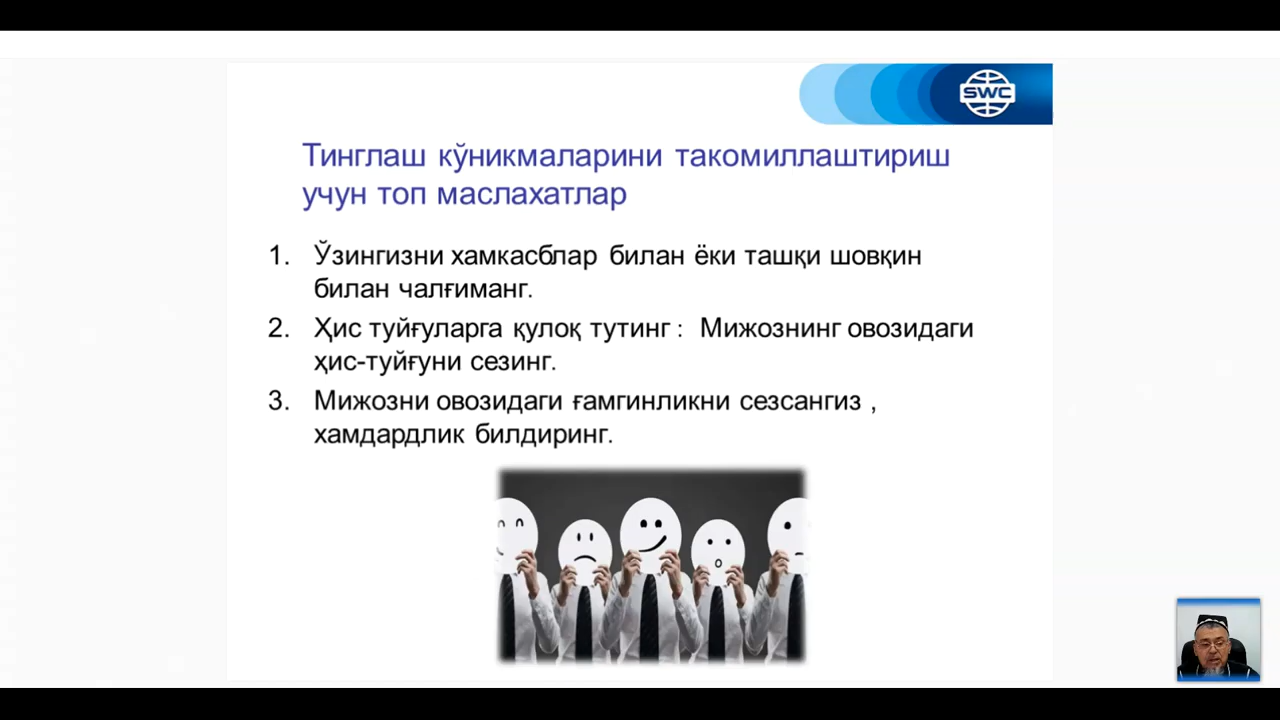 SWC
Тинглаш кўникмаларини такомиллаштириш
учун топ маслахатлар
1. Ўзингизни хамкасблар билан ёки ташқи шовқин
билан чалғиманг.
2. Ҳис туйғуларга қулоқ тутинг : Мижознинг овозидаги
ҳис-туйғуни сезинг.
3. Мижозни овозидаги ғамгинликни сезсангиз ,
хамдардлик билдиринг.